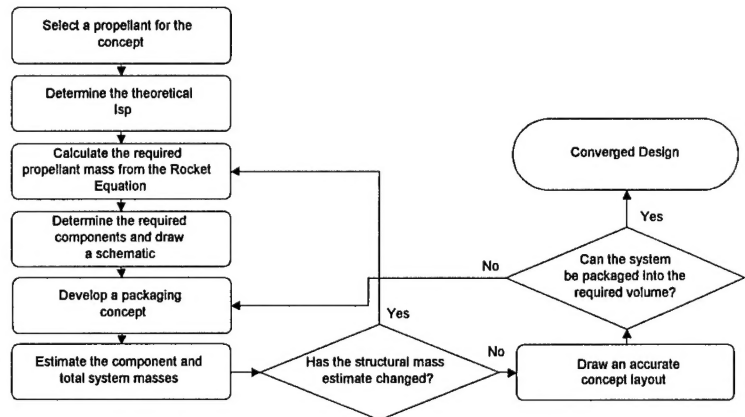 Select a propellant for the
concept
Determine the theoretical
Isp
Calculate the required
propellant mass from the Rocket
Equation
Determine the required
components and draw
a schematic
Develop a packaging
concept
Estimate the component and
total system masses
Has the structural mass
estimate changed?
Yes
No
Draw an accurate
concept layout
Can the system
be packaged into the
required volume?
No
Yes
Converged Design